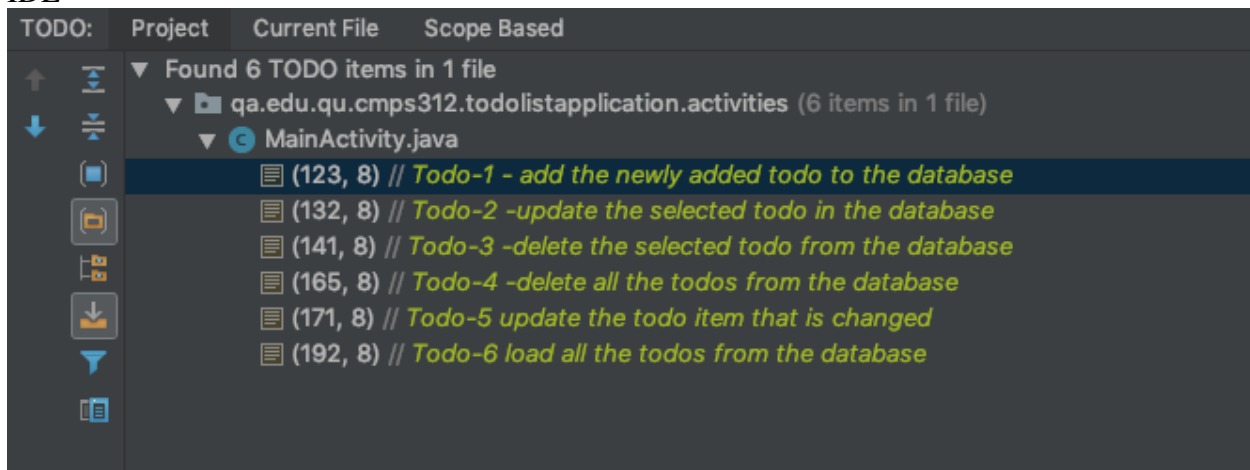 IDE
TODO: Project Current File Scope Based
Found 6 TODO items in 1 file
qa.edu.qu.cmps312.todolistapplication.activities (6 items in 1 file)
C MainActivity.java
(123, 8) // Todo-1 - add the newly added todo to the database
(132, 8) // Todo-2 -update the selected todo in the database
(141, 8) // Todo-3 -delete the selected todo from the database
(165, 8) // Todo-4 -delete all the todos from the database
(171, 8) // Todo-5 update the todo item that is changed
(192, 8) // Todo-6 load all the todos from the database